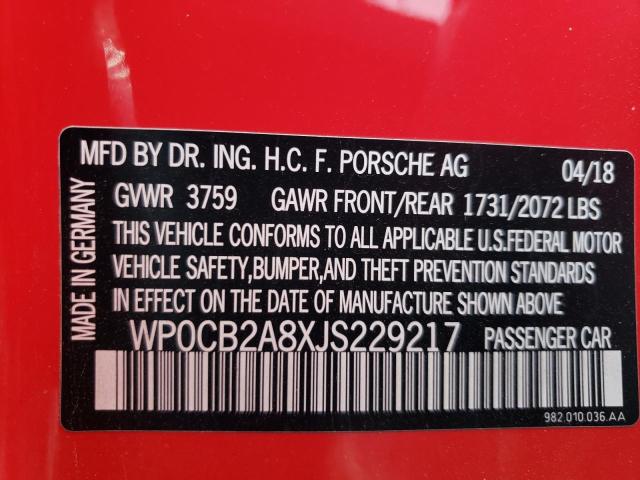 MFD BY DR. ING. H.C. F. PORSCHE AG 04/18
GVWR 3759 GAWR FRONT/REAR 1731/2072 LBS
THIS VEHICLE CONFORMS TO ALL APPLICABLE U.S.FEDERAL MOTOR
VEHICLE SAFETY,BUMPER,AND THEFT PREVENTION STANDARDS
IN EFFECT ON THE DATE OF MANUFACTURE SHOWN ABOVE.
WP0CB2A8XJS229217 PASSENGER CAR
982.010.036.AA
MADE IN GERMANY